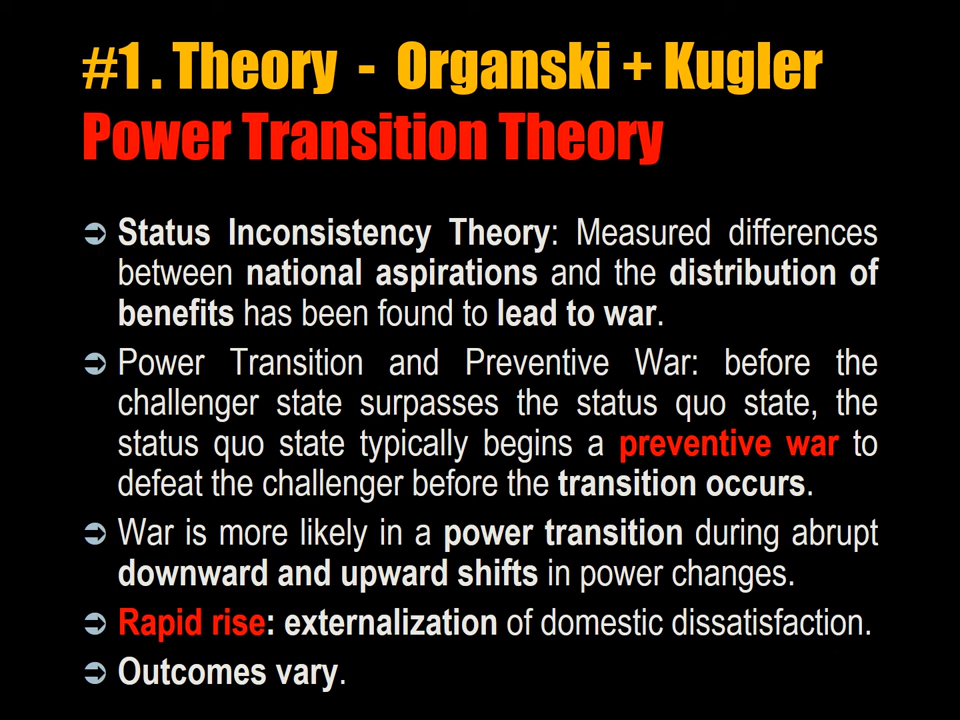 #1 . Theory - Organski + Kugler
Power Transition Theory
➲ Status Inconsistency Theory: Measured differences
between national aspirations and the distribution of
benefits has been found to lead to war.
➲ Power Transition and Preventive War: before the
challenger state surpasses the status quo state, the
status quo state typically begins a preventive war to
defeat the challenger before the transition occurs.
➲ War is more likely in a power transition during abrupt
downward and upward shifts in power changes.
➲ Rapid rise: externalization of domestic dissatisfaction.
➲ Outcomes vary.